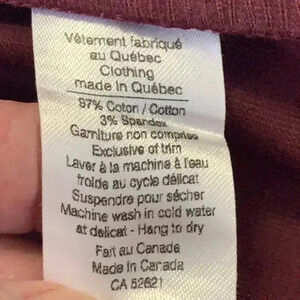 Vêtement fabriqué
au Québec
Clothing
made in Québec
97% Coton / Cotton
3% Spandex
Garniture non comprise
Exclusive of trim
Laver à la machine à l'eau
froide au cycle délicat
Suspendre pour sécher
Machine wash in cold water
at delicat - Hang to dry
Fait au Canada
Made in Canada
CA 52621